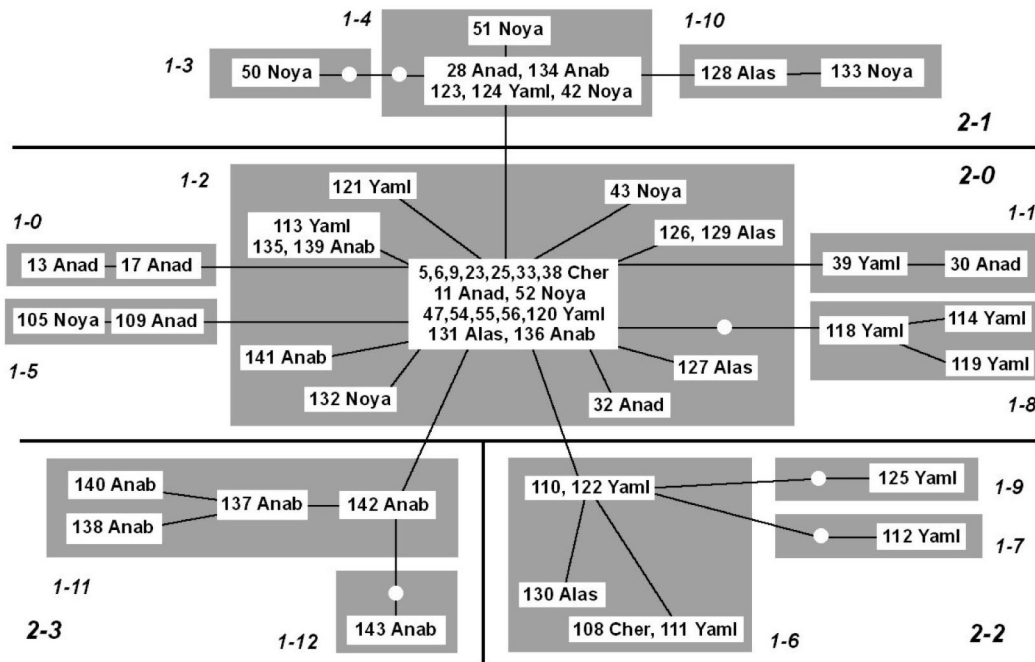 1-4
51 Noya
1-10
1-3
50 Noya
28 Anad, 134 Anab
123, 124 Yaml, 42 Noya
128 Alas
133 Noya
2-1
1-2
2-0
121 Yaml
43 Noya
1-0
113 Yaml
135, 139 Anab
126, 129 Alas
1-1
13 Anad
17 Anad
5,6,9,23,25,33,38 Cher
11 Anad, 52 Noya
47,54,55,56,120 Yaml
131 Alas, 136 Anab
39 Yaml
30 Anad
105 Noya
109 Anad
118 Yaml
114 Yaml
119 Yaml
1-5
141 Anab
127 Alas
132 Noya
32 Anad
1-8
140 Anab
138 Anab
137 Anab
142 Anab
110, 122 Yaml
125 Yaml
1-9
112 Yaml
1-7
1-11
130 Alas
2-3
143 Anab
1-12
108 Cher, 111 Yaml
1-6
2-2